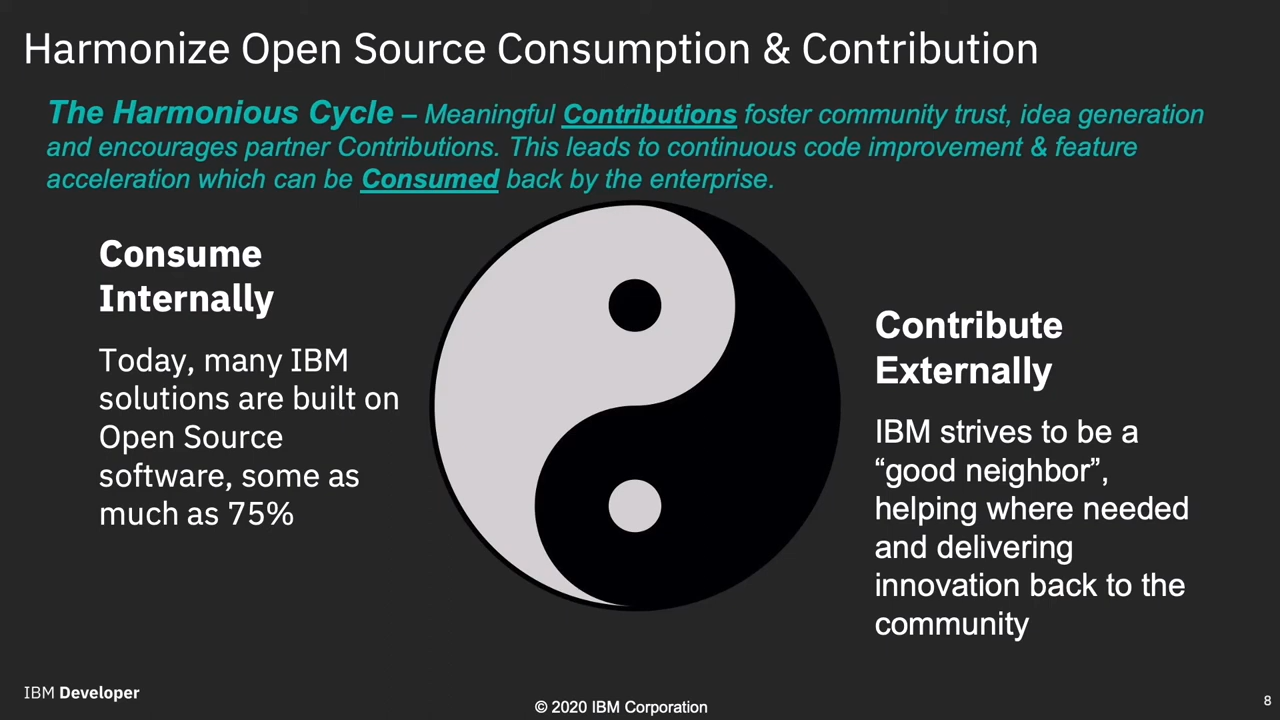 Harmonize Open Source Consumption & Contribution
The Harmonious Cycle – Meaningful Contributions foster community trust, idea generation
and encourages partner Contributions. This leads to continuous code improvement & feature
acceleration which can be Consumed back by the enterprise.
Consume
Internally
Today, many IBM
solutions are built on
Open Source
software, some as
much as 75%
Contribute
Externally
IBM strives to be a
“good neighbor”,
helping where needed
and delivering
innovation back to the
community
IBM Developer
© 2020 IBM Corporation
8